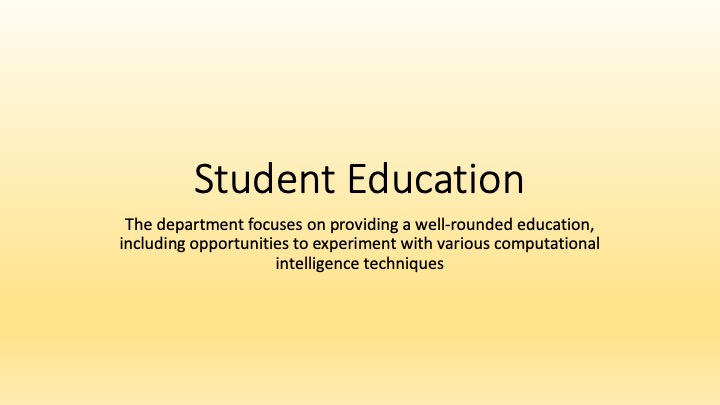 Student Education
The department focuses on providing a well-rounded education,
including opportunities to experiment with various computational
intelligence techniques